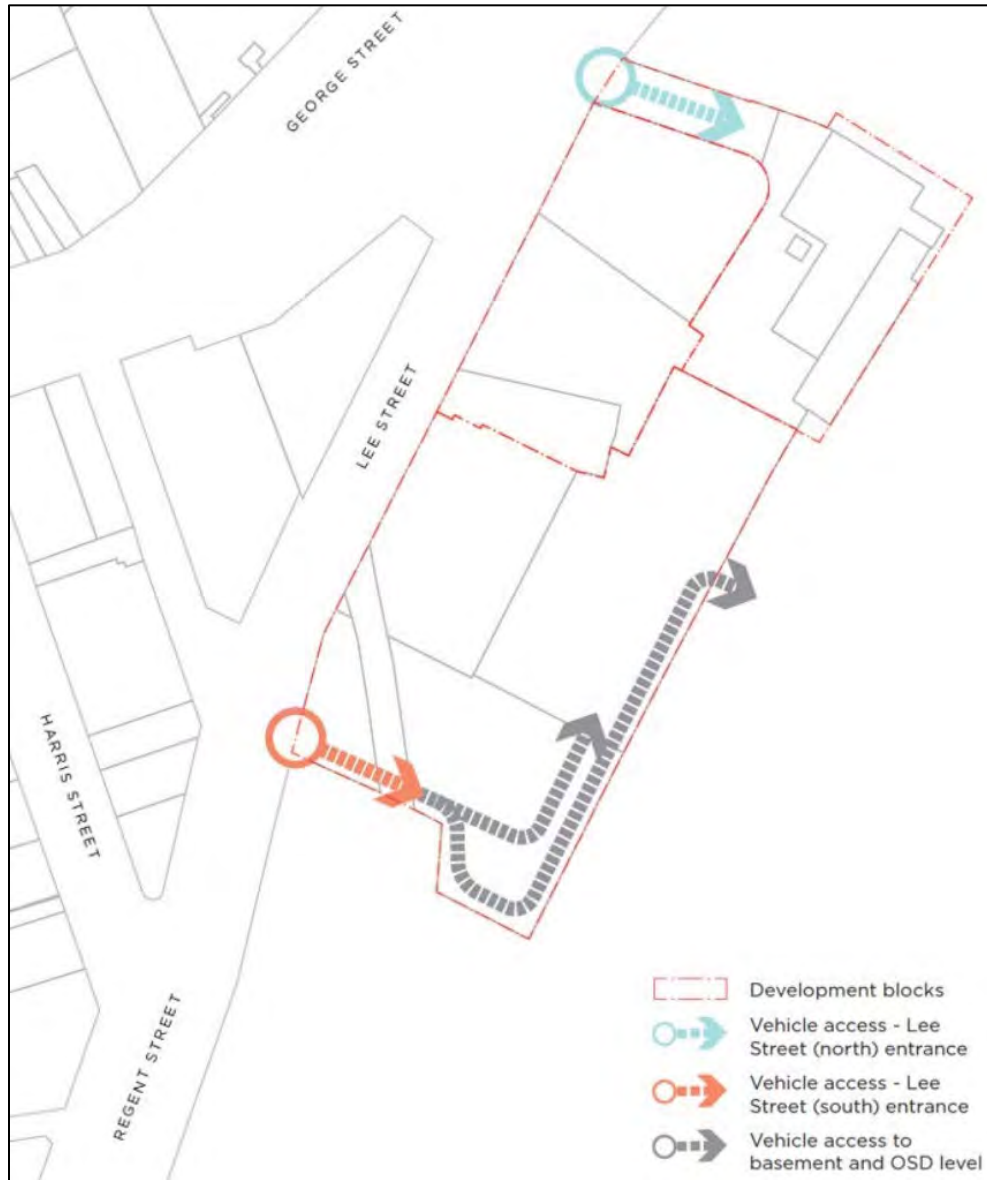 GEORGE STREET
LEE STREET
HARRIS STREET
REGENT STREET
Development blocks
Vehicle access - Lee
Street (north) entrance
Vehicle access - Lee
Street (south) entrance
Vehicle access to
basement and OSD level